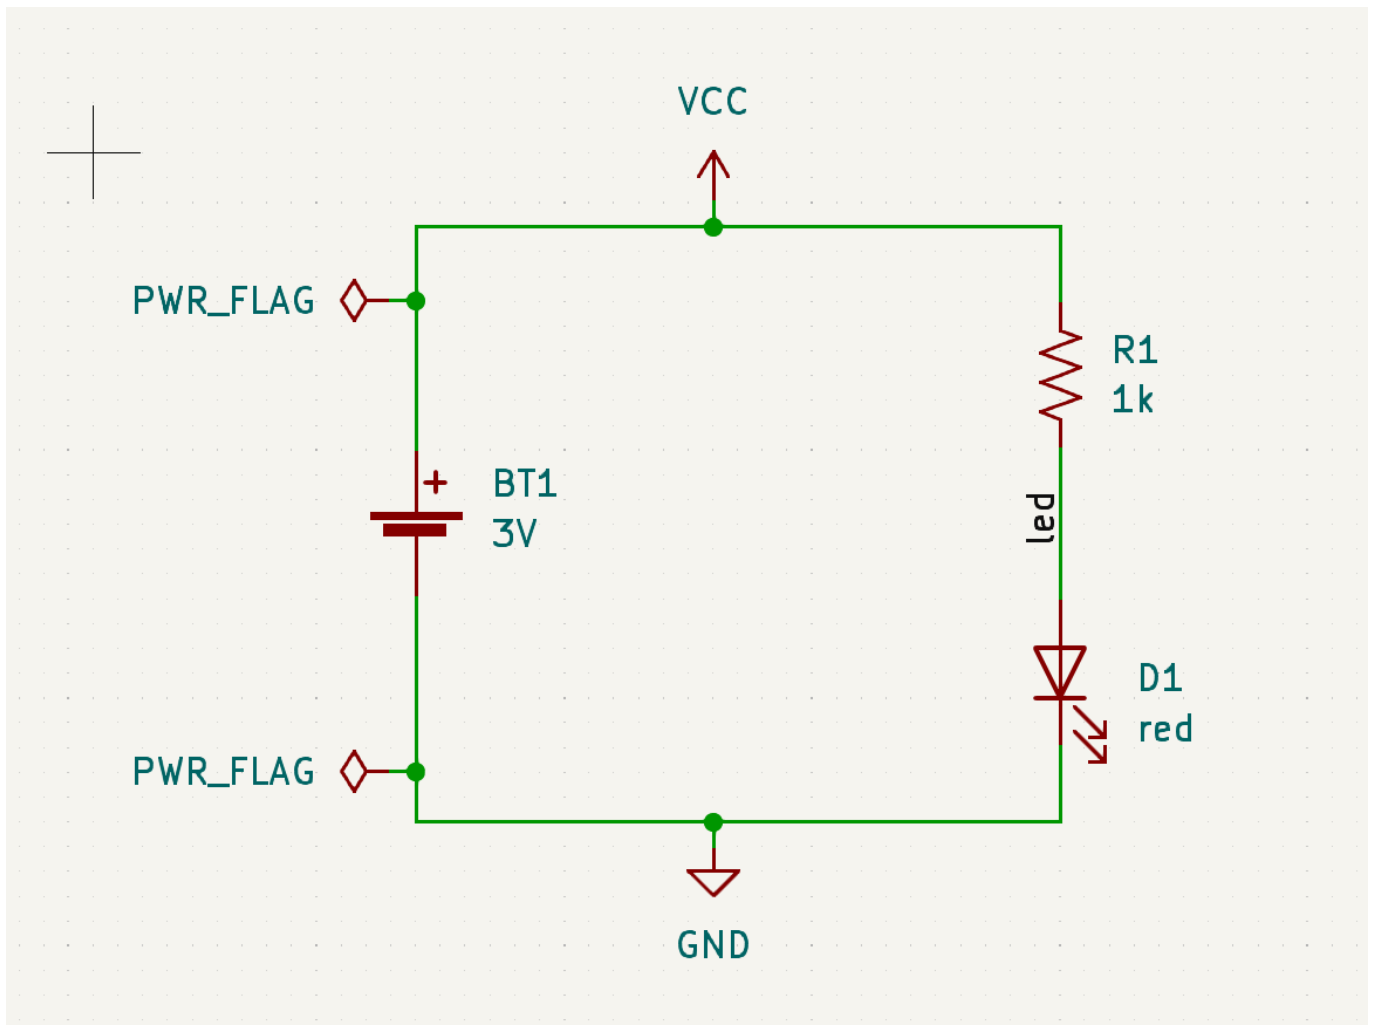 VCC
PWR_FLAG
R1
1k
BT1
3V
led
D1
red
PWR_FLAG
GND